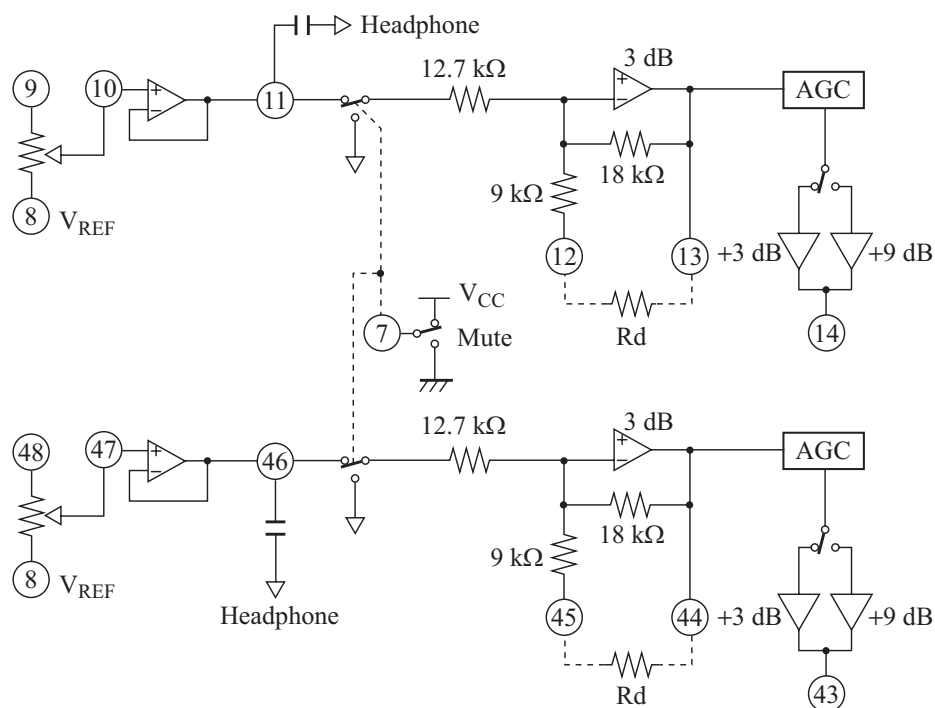 Headphone
3 dB
12.7 kΩ
AGC
9
10
11
18 kΩ
9 kΩ
8
V_REF
12
13
+3 dB
+9 dB
V_CC
7
Mute
Rd
14
3 dB
12.7 kΩ
AGC
48
47
46
18 kΩ
9 kΩ
8
V_REF
Headphone
45
44
+3 dB
+9 dB
Rd
43